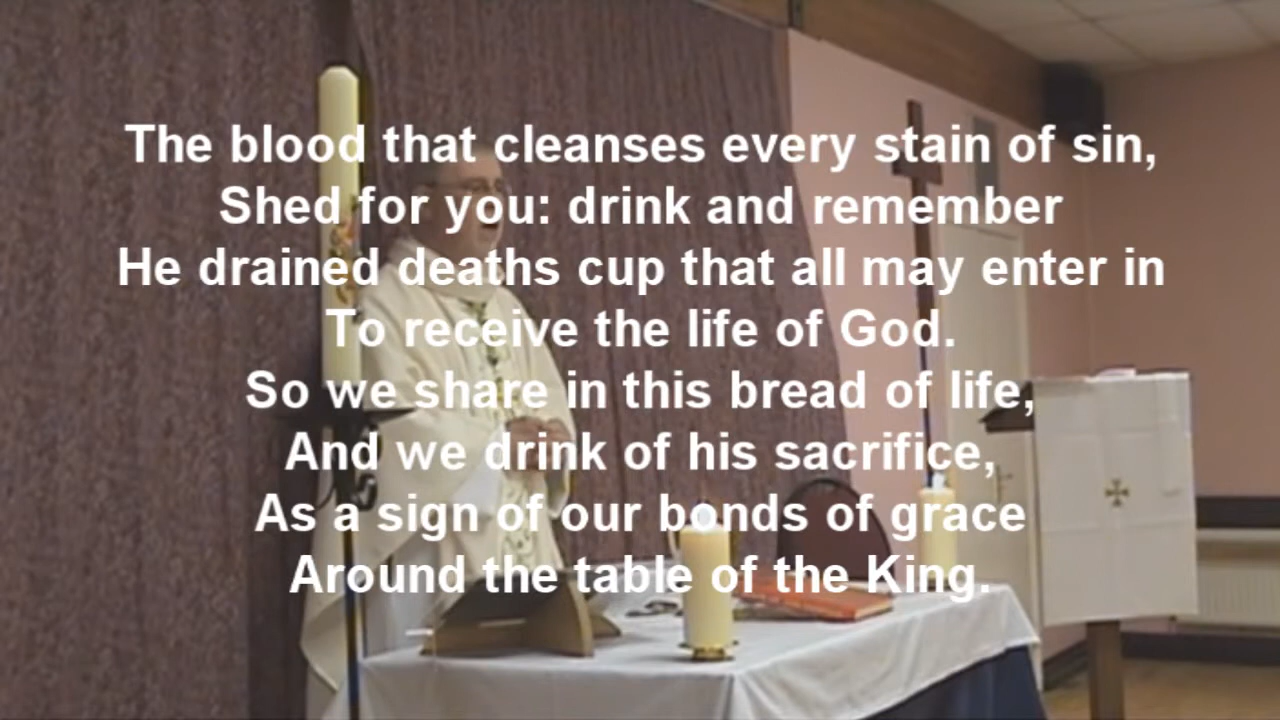 The blood that cleanses every stain of sin,
Shed for you: drink and remember
He drained deaths cup that all may enter in
To receive the life of God.
So we share in this bread of life,
And we drink of his sacrifice,
As a sign of our bonds of grace
Around the table of the King.